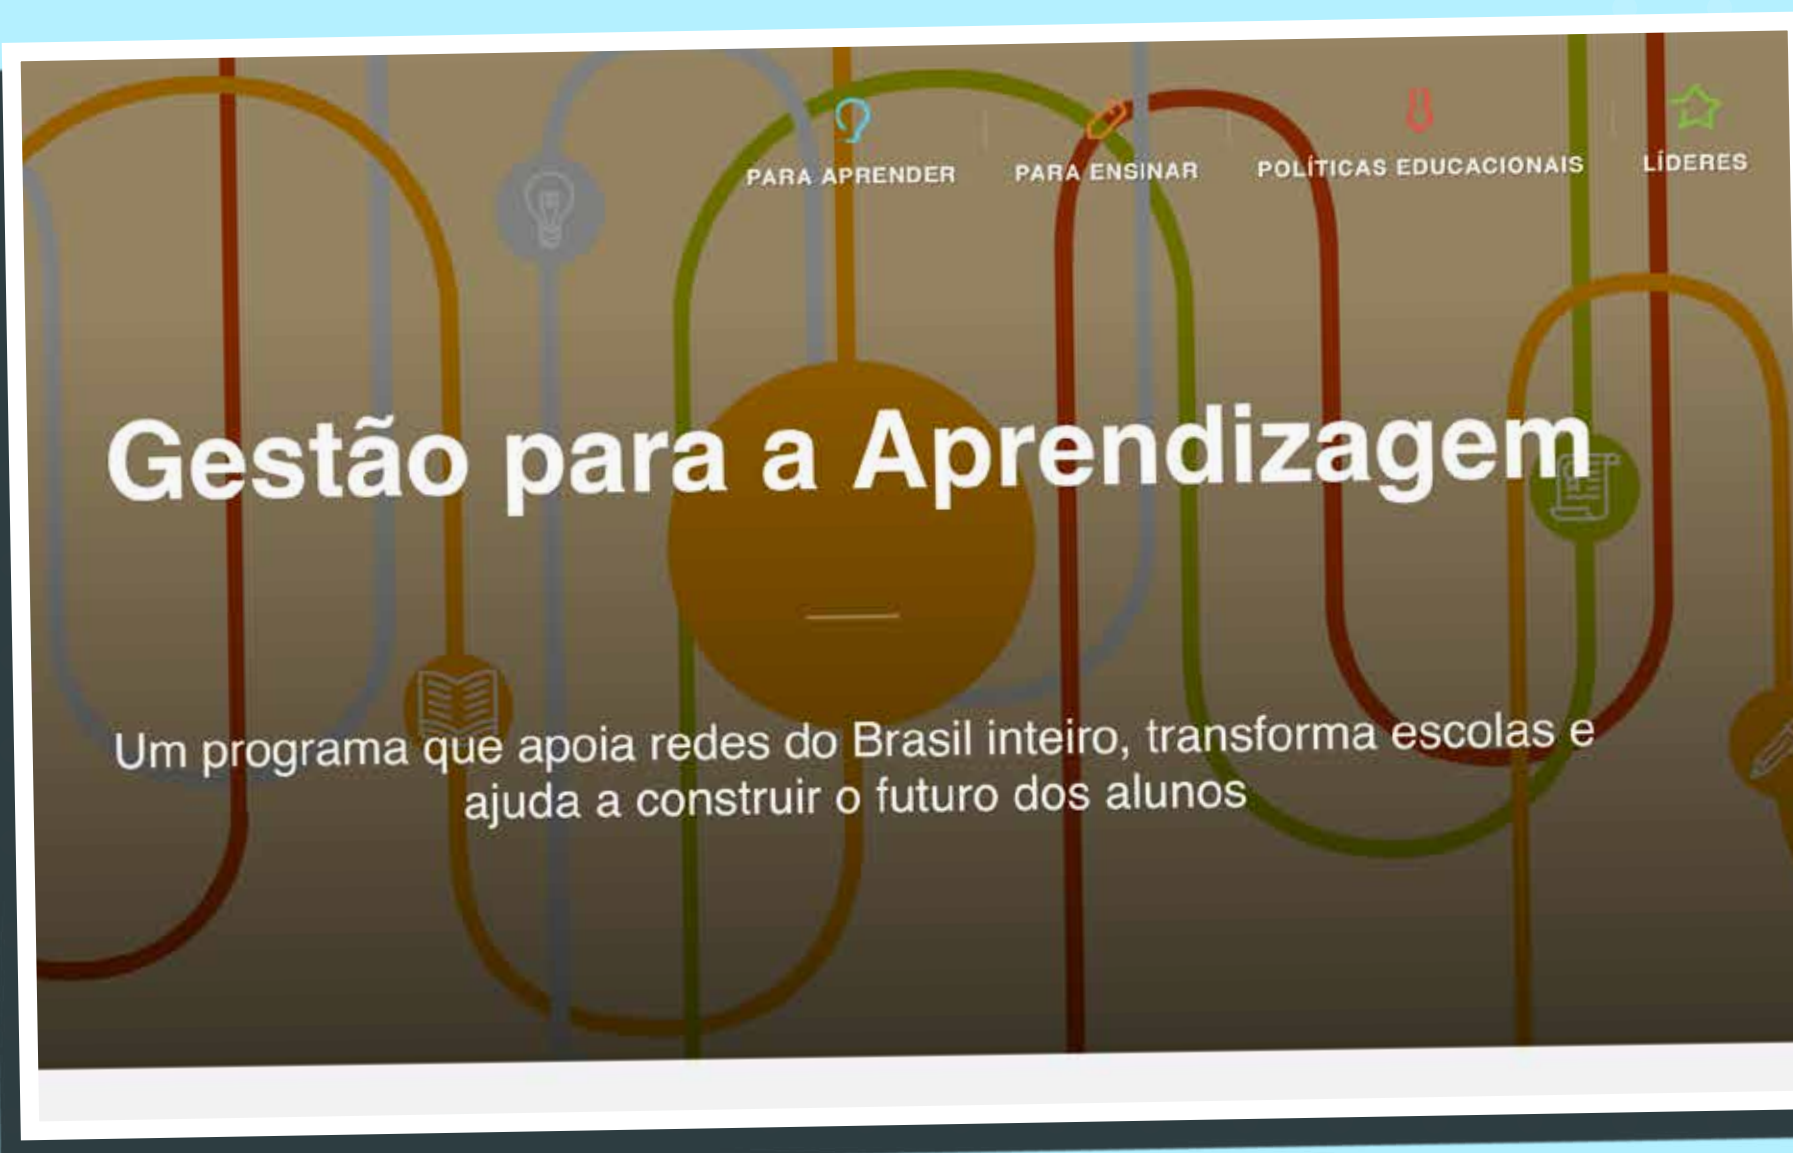 PARA APRENDER
PARA ENSINAR
POLÍTICAS EDUCACIONAIS
LÍDERES
Gestão para a Aprendizagem
Um programa que apoia redes do Brasil inteiro, transforma escolas e
ajuda a construir o futuro dos alunos